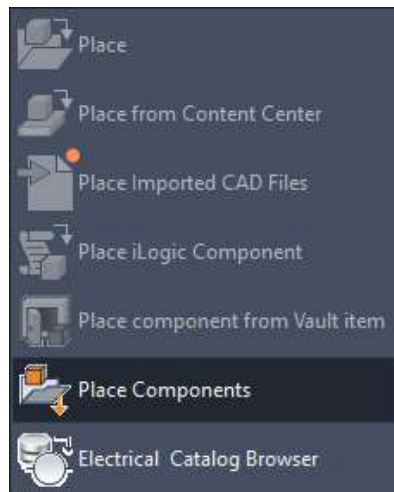 Place
Place from Content Center
Place Imported CAD Files
Place iLogic Component
Place component from Vault item
Place Components
Electrical Catalog Browser